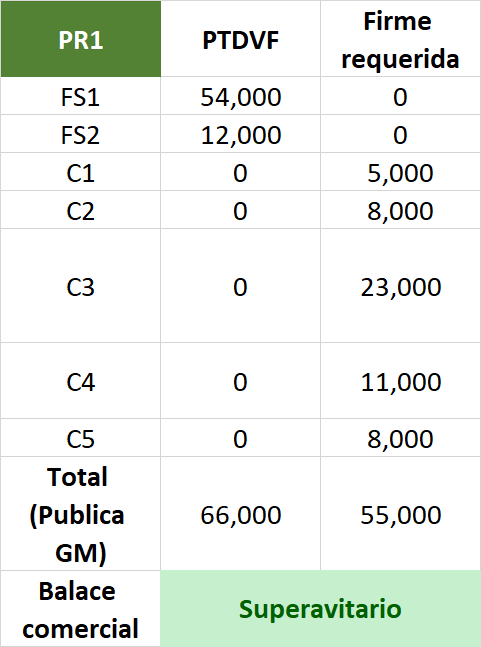 PR1 PTDVF Firme
requerida
FS1 54,000 0
FS2 12,000 0
C1 0 5,000
C2 0 8,000
C3 0 23,000
C4 0 11,000
C5 0 8,000
Total
(Publica
GM) 66,000 55,000
Balace
comercial Superavitario